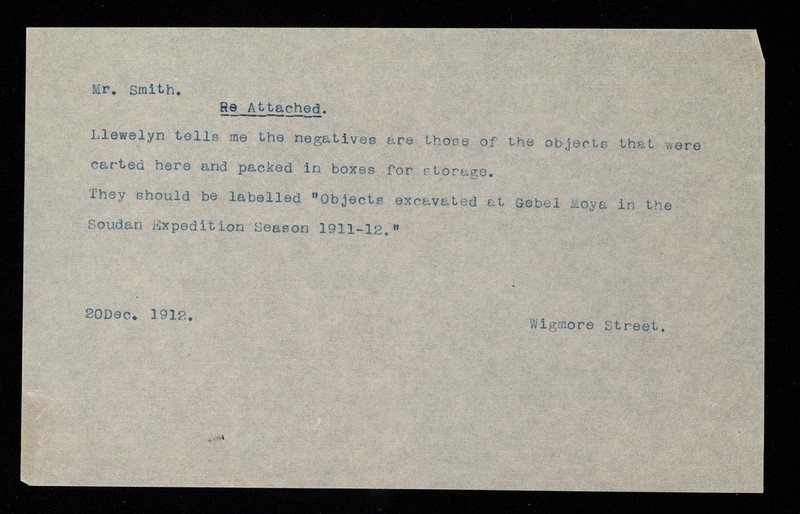 Mr. Smith.
Re Attached.
Llewelyn tells me the negatives are those of the objects that were
carted here and packed in boxes for storage.
They should be labelled "Objects excavated at Gebel Moya in the
Soudan Expedition Season 1911-12."
20Dec. 1912.
Wigmore Street.